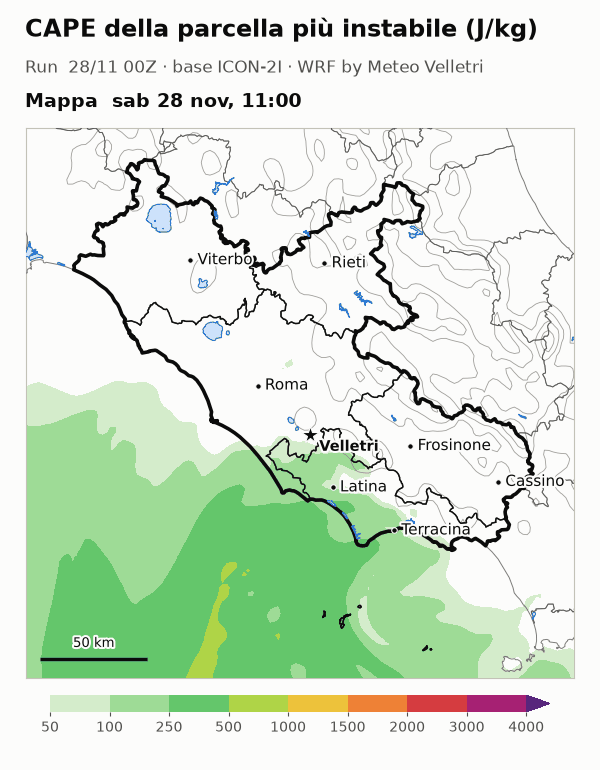 CAPE della parcella più instabile (J/kg)
Run  28/11 00Z · base ICON-2I · WRF by Meteo Velletri
Mappa  sab 28 nov, 11:00
Viterbo
Rieti
Roma
Velletri
Frosinone
Latina
Cassino
Terracina
50 km
50 100 250 500 1000 1500 2000 3000 4000